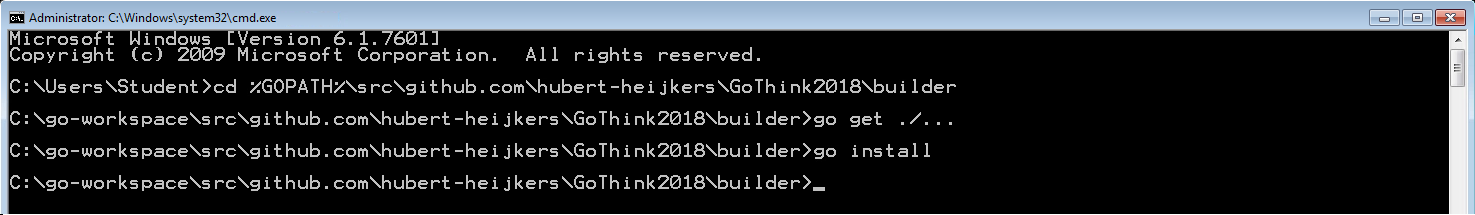 Administrator: C:\Windows\system32\cmd.exe
Microsoft Windows [Version 6.1.7601]
Copyright (c) 2009 Microsoft Corporation.  All rights reserved.
C:\Users\Student>cd %GOPATH%\src\github.com\hubert-heijkers\GoThink2018\builder
C:\go-workspace\src\github.com\hubert-heijkers\GoThink2018\builder>go get ./...
C:\go-workspace\src\github.com\hubert-heijkers\GoThink2018\builder>go install
C:\go-workspace\src\github.com\hubert-heijkers\GoThink2018\builder>_